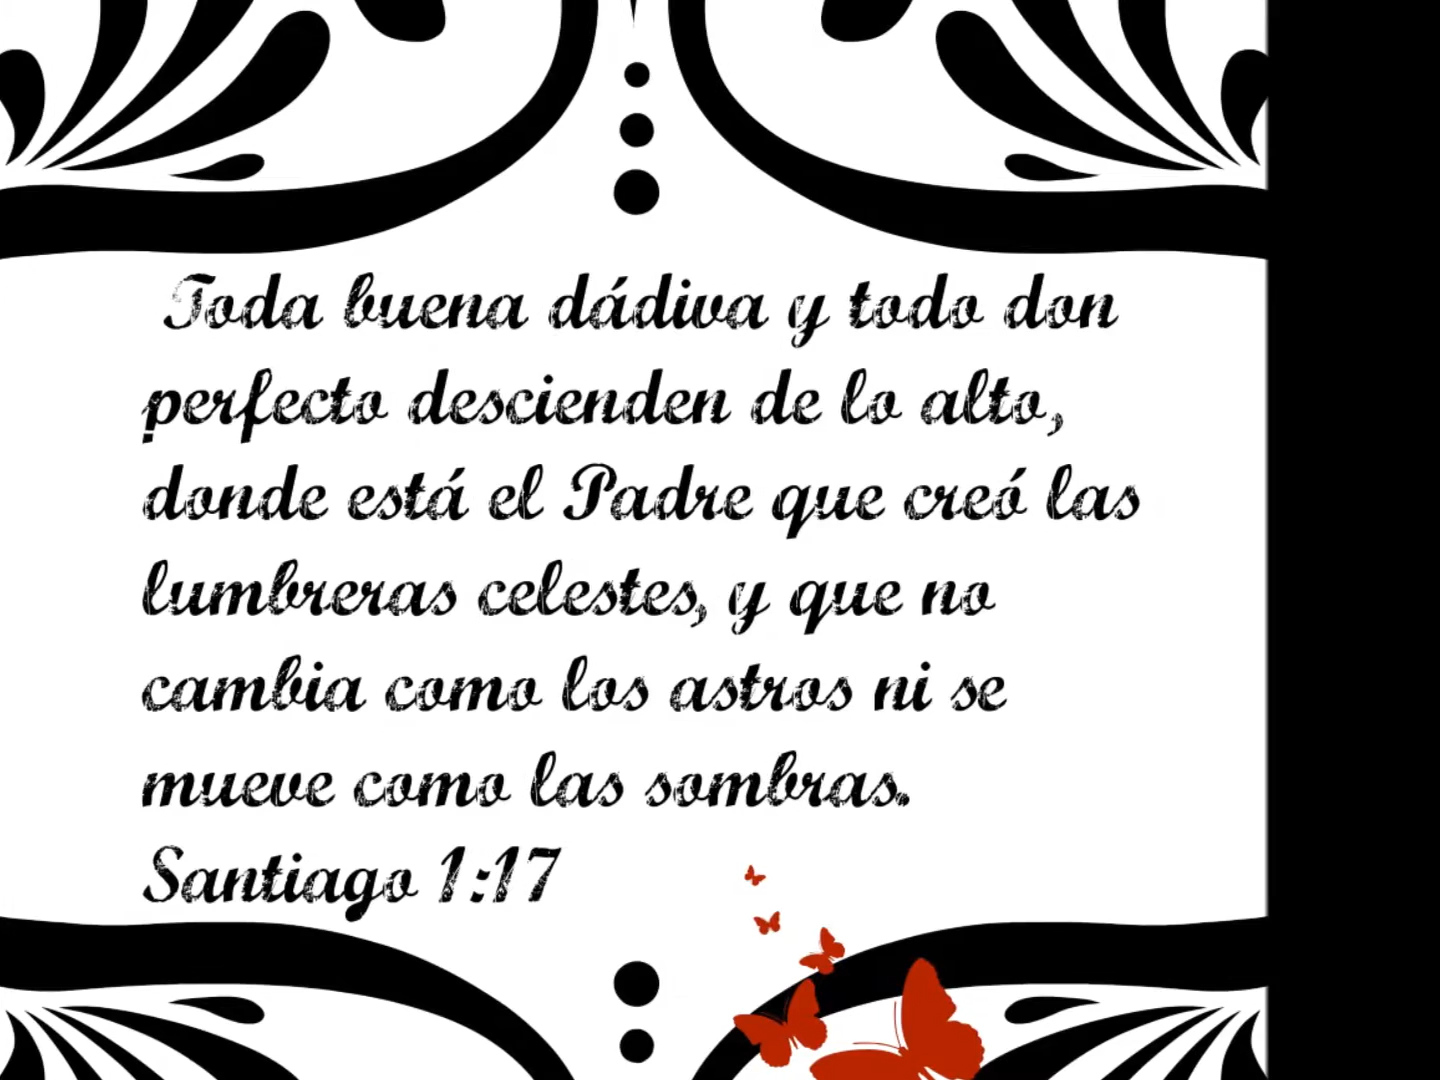 Toda buena dádiva y todo don
perfecto descienden de lo alto,
donde está el Padre que creó las
lumbreras celestes, y que no
cambia como los astros ni se
mueve como las sombras.
Santiago 1:17